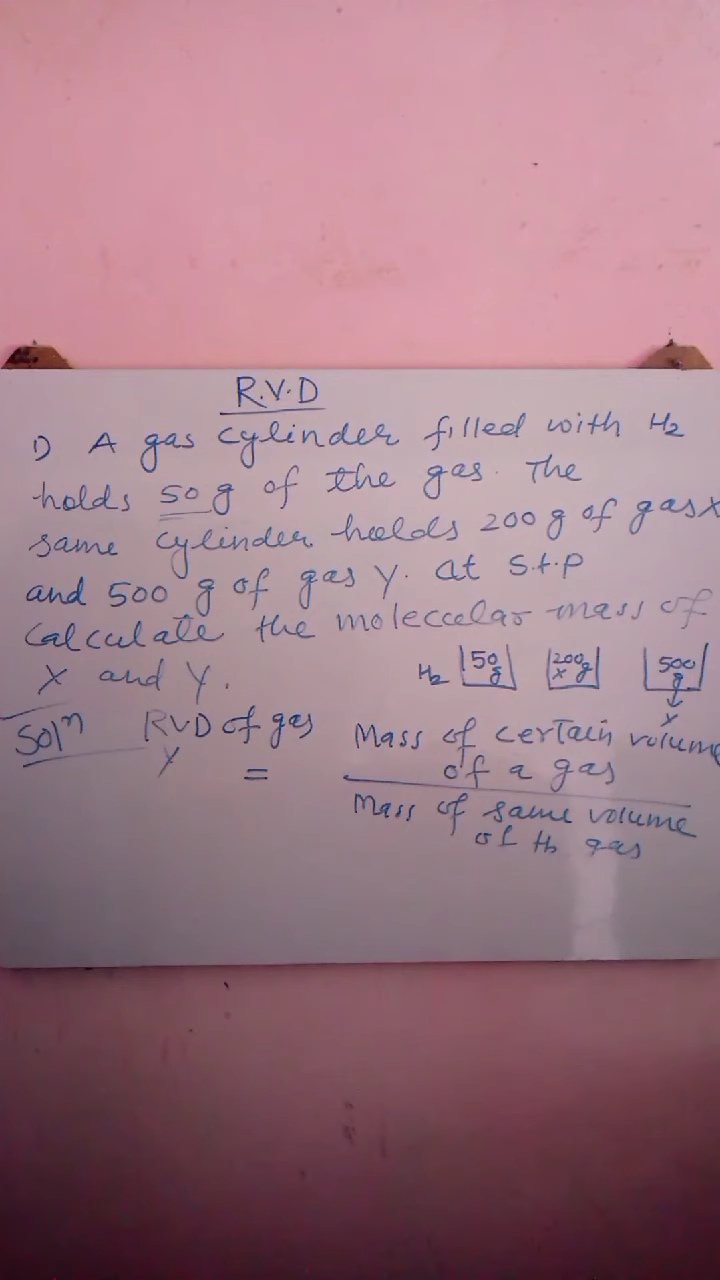 R.V.D
1) A gas cylinder filled with H2
holds 50 g of the gas. The
same cylinder holds 200 g of gas X
and 500 g of gas Y. at S.t.p
Calculate the moleccular mass of
X and Y.
H2 50 g 200 g X 500 g
Y
Soln RVD of gas Mass of certain volume
Y = of a gas
Mass of same volume
of H2 gas